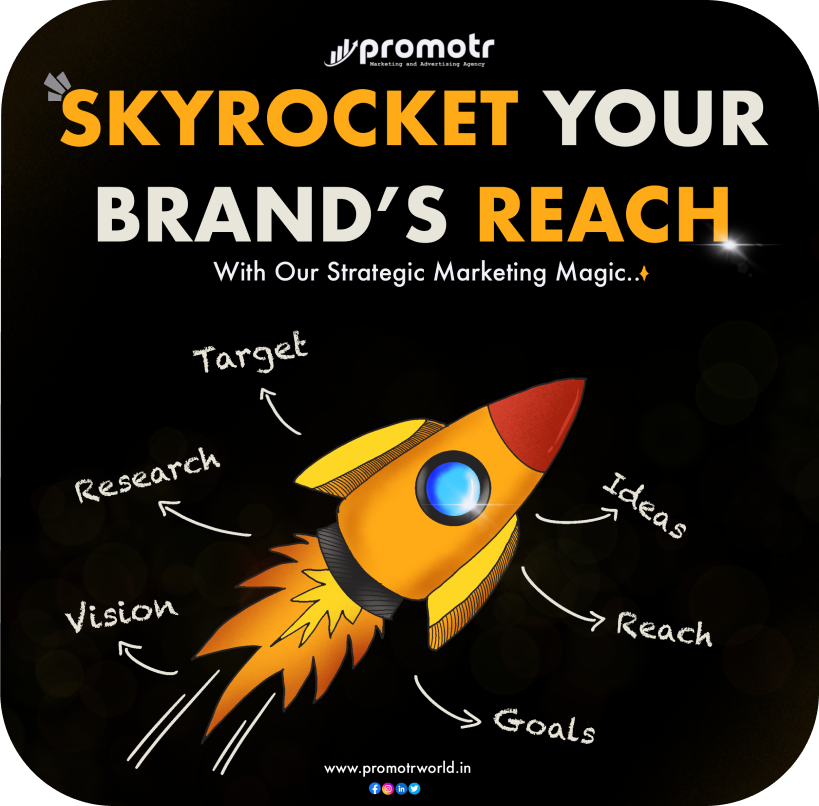 promotr
Marketing and Advertising Agency
SKYROCKET YOUR
BRAND'S REACH
With Our Strategic Marketing Magic..
Target
Research
Vision
Ideas
Reach
Goals
www.promotrworld.in